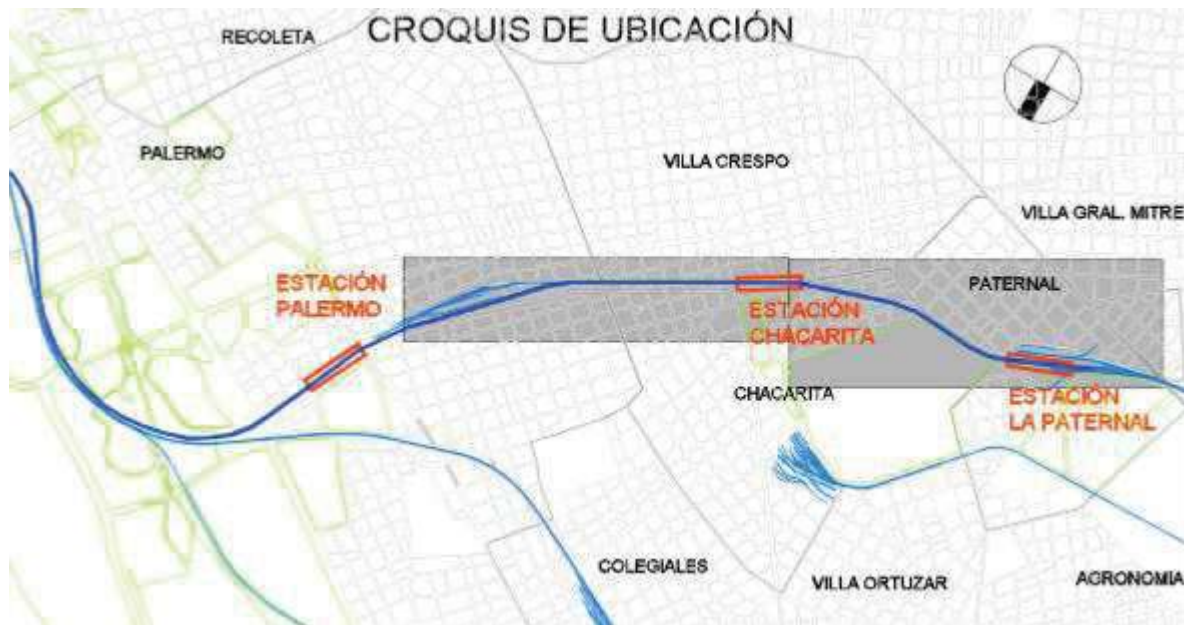 CROQUIS DE UBICACIÓN
RECOLETA
PALERMO
VILLA CRESPO
VILLA GRAL. MITRE
ESTACIÓN
PALERMO
PATERNAL
ESTACIÓN
CHACARITA
CHACARITA
ESTACIÓN
LA PATERNAL
COLEGIALES
VILLA ORTUZAR
AGRONOMIA